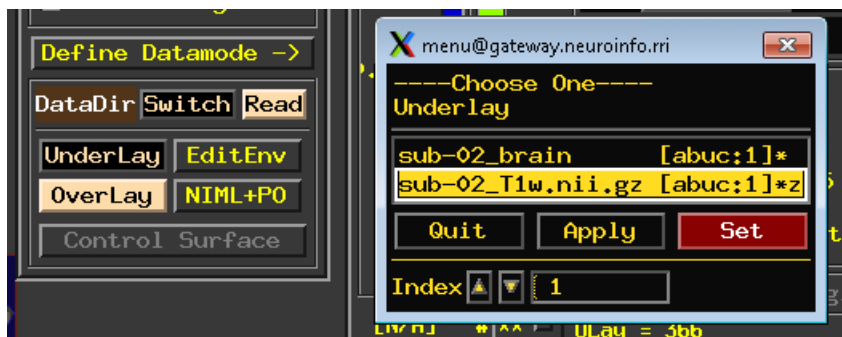 Define Datamode ->
DataDir Switch Read
UnderLay EditEnv
OverLay NIML+PO
Control Surface
menu@gateway.neuroinfo.rri
----Choose One----
Underlay
sub-02_brain [abuc:1]*
sub-02_T1w.nii.gz [abuc:1]*z
Quit Apply Set
Index 1
ULay = 366